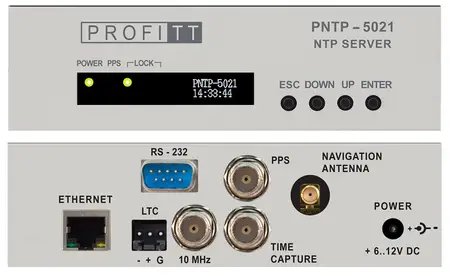 PROFITT
PNTP – 5021
NTP SERVER
POWER PPS LOCK
PNTP-5021
14:33:44
ESC DOWN UP ENTER
RS - 232
PPS
NAVIGATION
ANTENNA
ETHERNET
LTC
POWER
- + G
10 MHz
TIME
CAPTURE
+ -
+ 6..12V DC